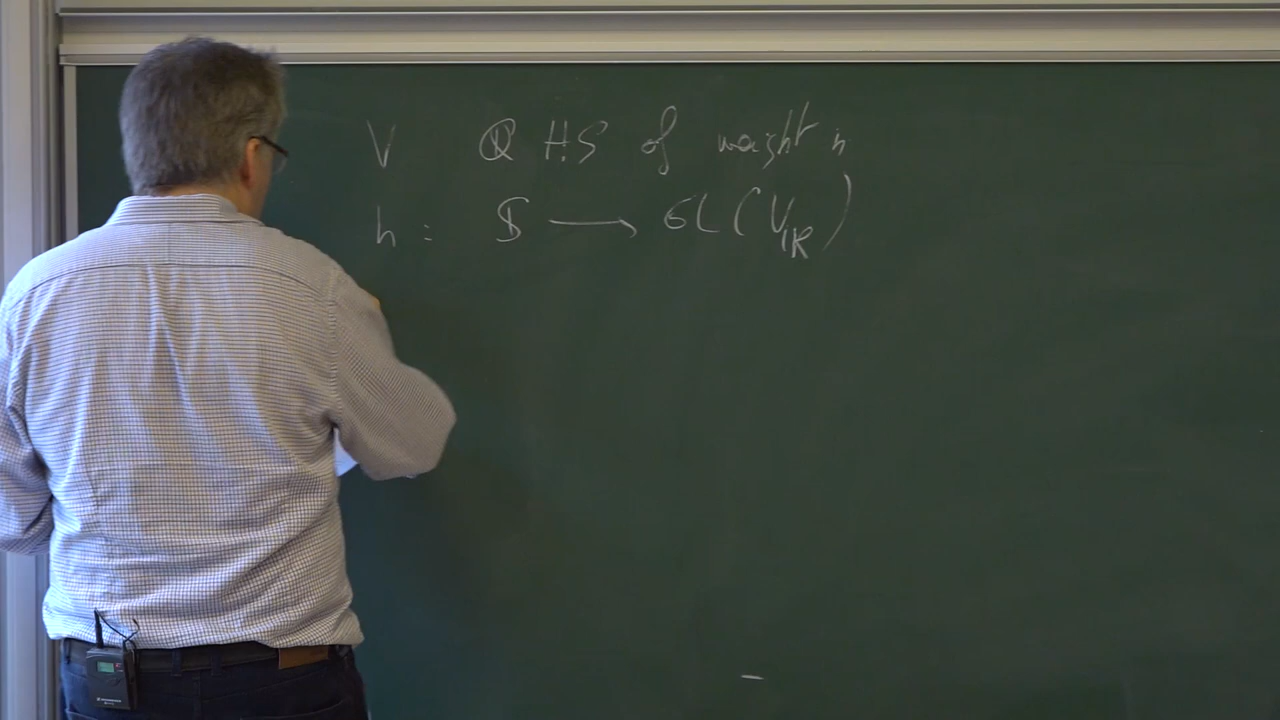 V ℚ H.S of weight n
h : 𝕊 ⟶ GL(V_ℝ)